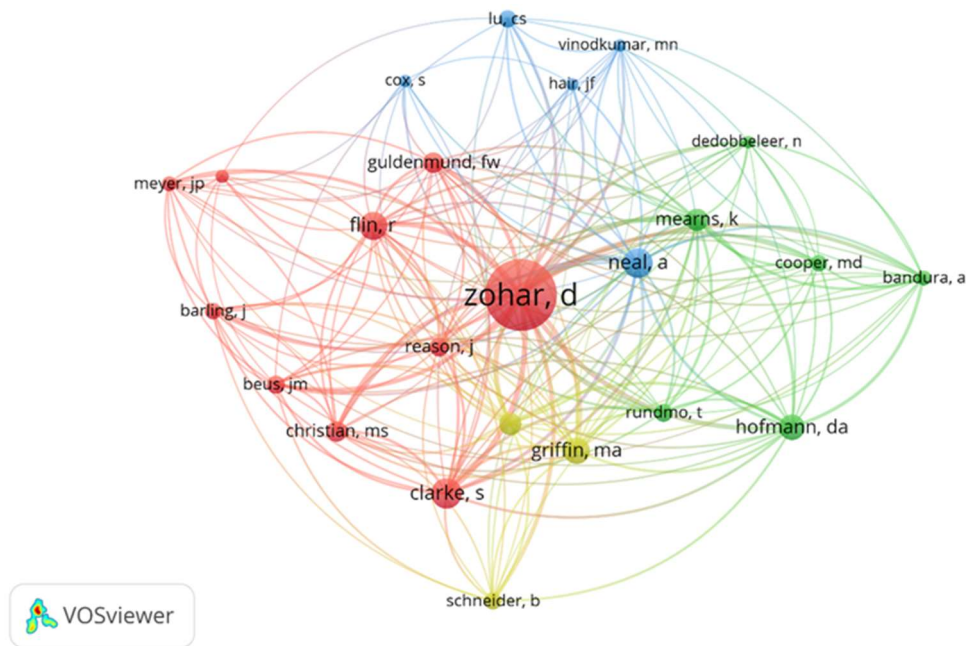 lu, cs
vinodkumar, mn
cox, s
hair, jf
dedobbeleer, n
guldenmund, fw
meyer, jp
flin, r
mearns, k
neal, a
cooper, md
bandura, a
zohar, d
barling, j
reason, j
beus, jm
rundmo, t
christian, ms
hofmann, da
griffin, ma
clarke, s
schneider, b
VOSviewer